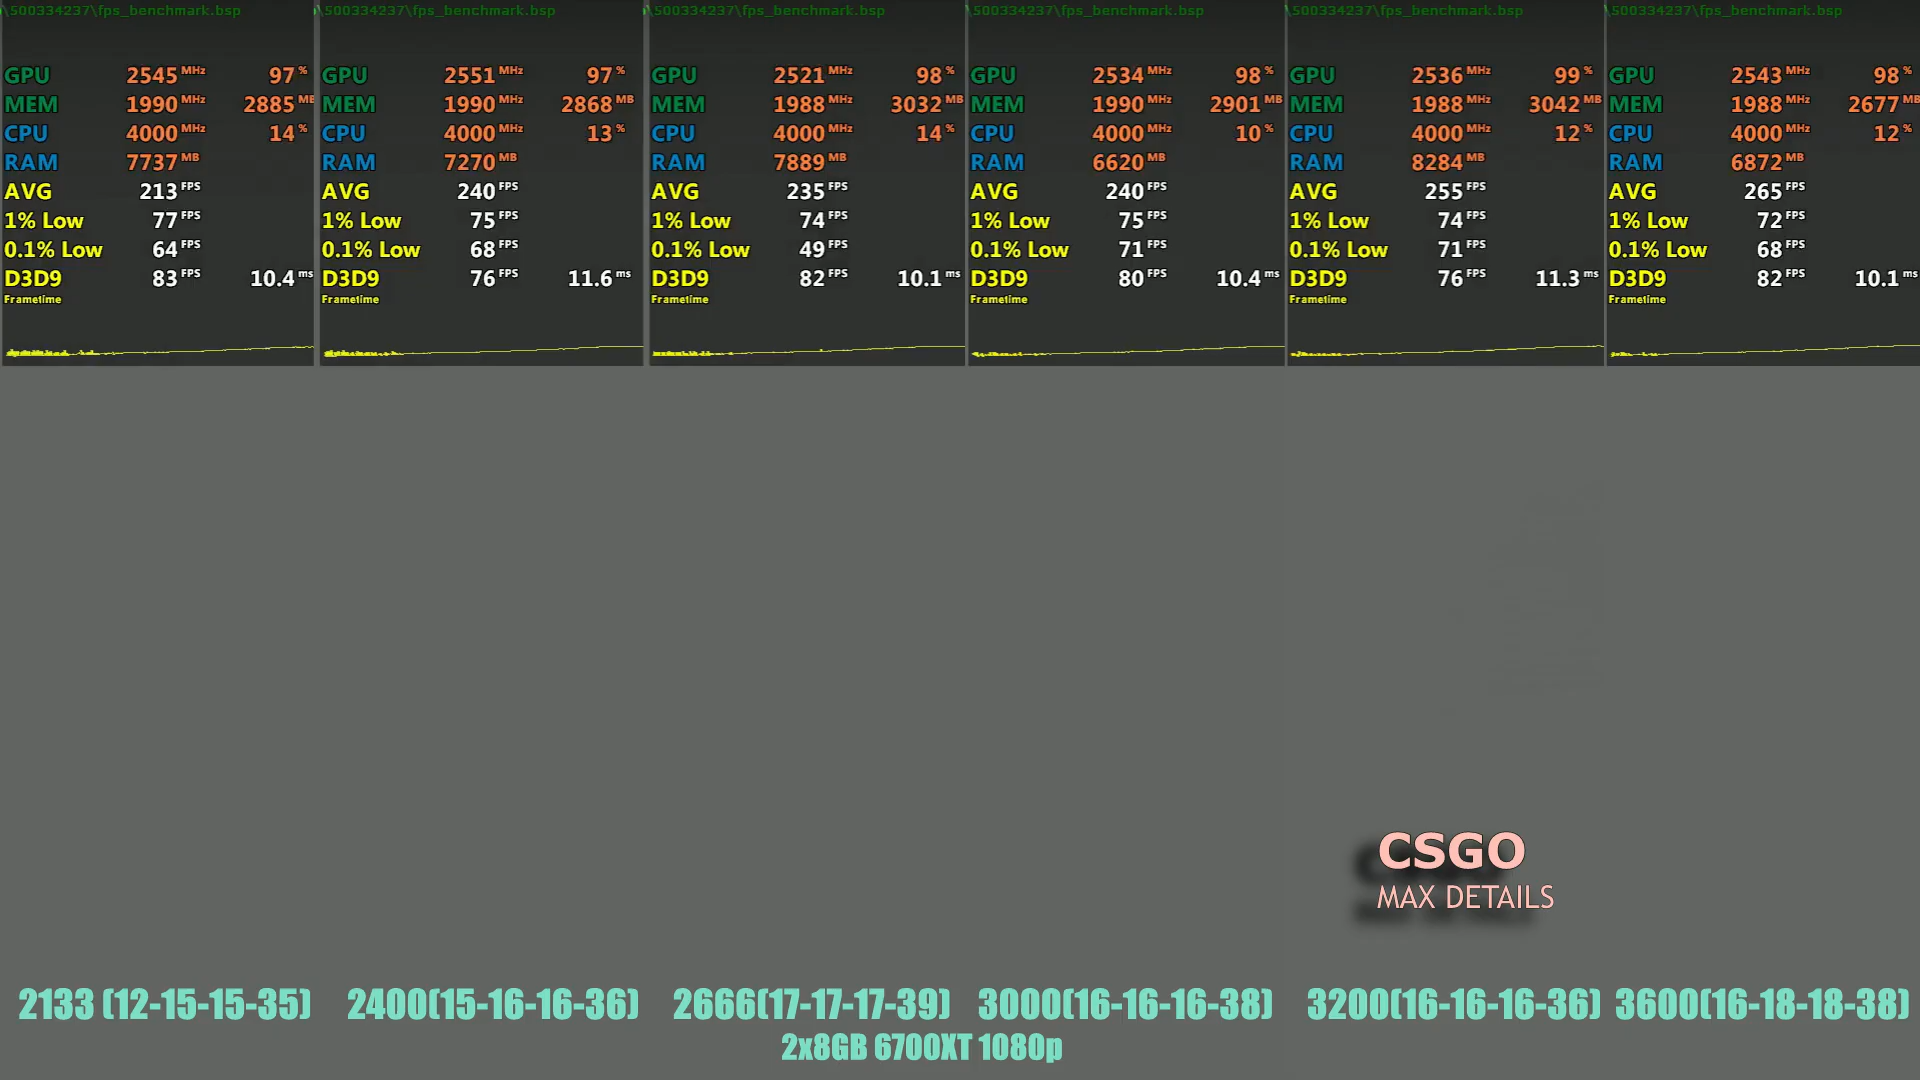 \500334237\fps_benchmark.bsp
GPU 2545 MHz 97 %
MEM 1990 MHz 2885 MB
CPU 4000 MHz 14 %
RAM 7737 MB
AVG 213 FPS
1% Low 77 FPS
0.1% Low 64 FPS
D3D9 83 FPS 10.4 ms
Frametime
\500334237\fps_benchmark.bsp
GPU 2551 MHz 97 %
MEM 1990 MHz 2868 MB
CPU 4000 MHz 13 %
RAM 7270 MB
AVG 240 FPS
1% Low 75 FPS
0.1% Low 68 FPS
D3D9 76 FPS 11.6 ms
Frametime
\500334237\fps_benchmark.bsp
GPU 2521 MHz 98 %
MEM 1988 MHz 3032 MB
CPU 4000 MHz 14 %
RAM 7889 MB
AVG 235 FPS
1% Low 74 FPS
0.1% Low 49 FPS
D3D9 82 FPS 10.1 ms
Frametime
\500334237\fps_benchmark.bsp
GPU 2534 MHz 98 %
MEM 1990 MHz 2901 MB
CPU 4000 MHz 10 %
RAM 6620 MB
AVG 240 FPS
1% Low 75 FPS
0.1% Low 71 FPS
D3D9 80 FPS 10.4 ms
Frametime
\500334237\fps_benchmark.bsp
GPU 2536 MHz 99 %
MEM 1988 MHz 3042 MB
CPU 4000 MHz 12 %
RAM 8284 MB
AVG 255 FPS
1% Low 74 FPS
0.1% Low 71 FPS
D3D9 76 FPS 11.3 ms
Frametime
\500334237\fps_benchmark.bsp
GPU 2543 MHz 98 %
MEM 1988 MHz 2677 MB
CPU 4000 MHz 12 %
RAM 6872 MB
AVG 265 FPS
1% Low 72 FPS
0.1% Low 68 FPS
D3D9 82 FPS 10.1 ms
Frametime
CSGO
MAX DETAILS
2133 (12-15-15-35) 2400(15-16-16-36) 2666(17-17-17-39) 3000(16-16-16-38) 3200(16-16-16-36) 3600(16-18-18-38)
2x8GB 6700XT 1080p